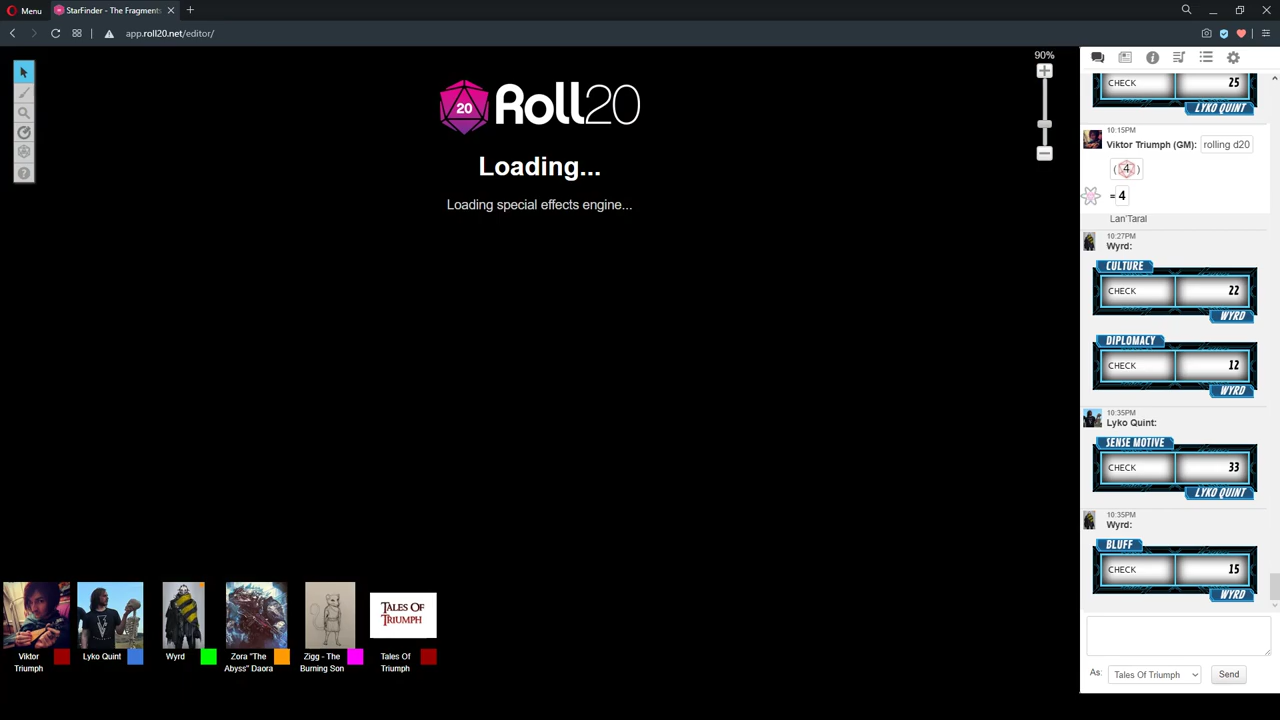 Menu
StarFinder - The Fragments
app.roll20.net/editor/
90%
20 Roll20
Loading...
Loading special effects engine...
CHECK 25
LYKO QUINT
10:15PM
Viktor Triumph (GM): rolling d20
(4)
=4
Lan'Taral
10:27PM
Wyrd:
CULTURE
CHECK 22
WYRD
DIPLOMACY
CHECK 12
WYRD
10:35PM
Lyko Quint:
SENSE MOTIVE
CHECK 33
LYKO QUINT
10:35PM
Wyrd:
BLUFF
CHECK 15
WYRD
As: Tales Of Triumph Send
TALES OF
TRIUMPH
Viktor
Triumph
Lyko Quint
Wyrd
Zora "The
Abyss" Daora
Zigg - The
Burning Son
Tales Of
Triumph